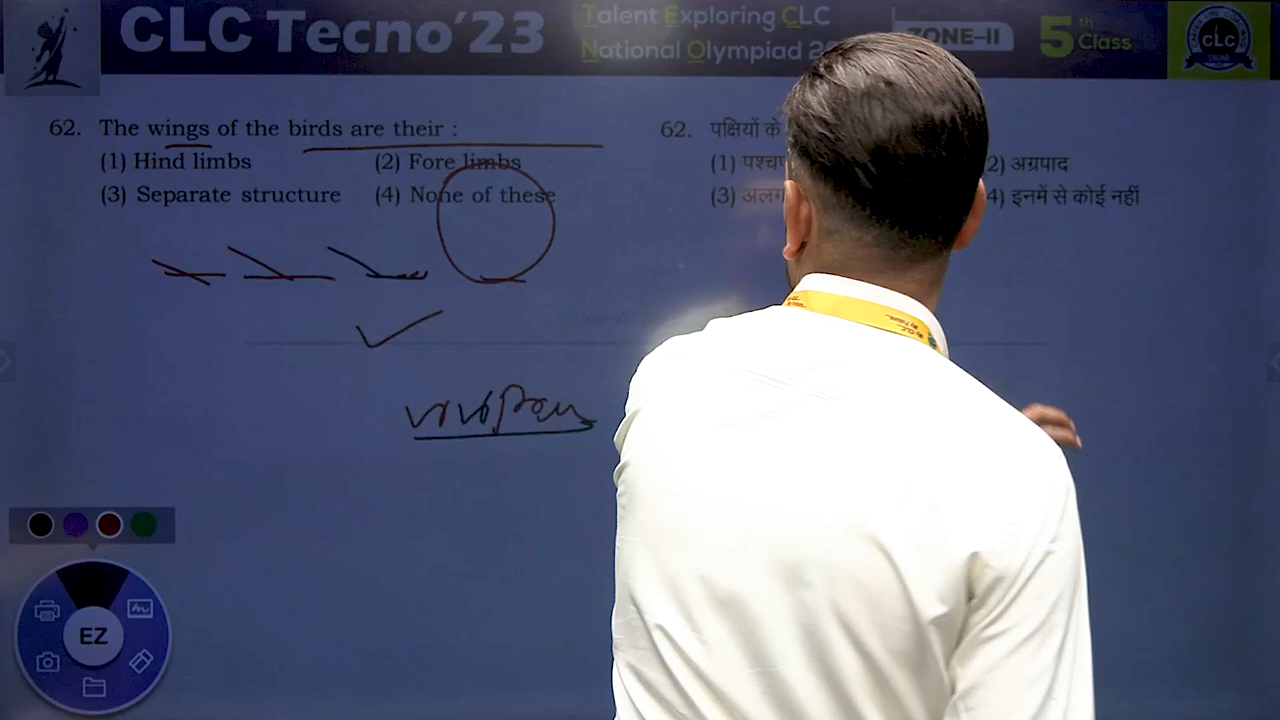 CLC Tecno'23
Talent Exploring CLC
National Olympiad
ZONE-II
5th Class
CLC
62. The wings of the birds are their :
(1) Hind limbs (2) Fore limbs
(3) Separate structure (4) None of these
62. पक्षियों के
(1) 2) अग्रपाद
(3) 4) इनमें से कोई नहीं
EZ